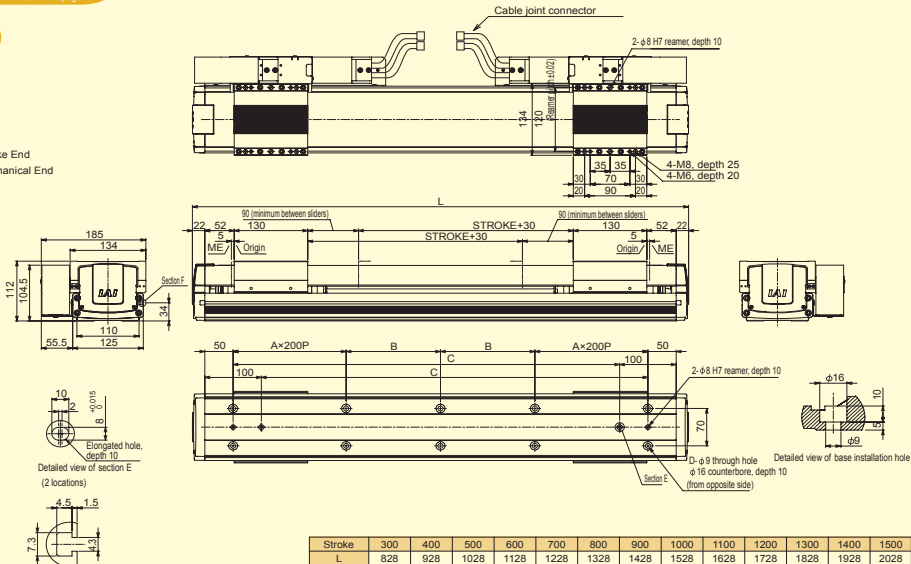 Cable joint connector
2-φ8 H7 reamer, depth 10
134
120
35 35
30 70 30
20 90 20
4-M8, depth 25
4-M6, depth 20
ke End
hanical End
L
22 52 130
90 (minimum between sliders)
STROKE+30
90 (minimum between sliders)
130 52 22
5
STROKE+30
5
ME Origin
Origin ME
185
134
Section F
112
104.5
IAI
34
110
55.5 125
IAI
50 A×200P B B A×200P 50
C 100
100 C
2-φ8 H7 reamer, depth 10
70
Section E
D-φ9 through hole
φ16 counterbore, depth 10
(from opposite side)
10
2
8 +0.015 0
Elongated hole,
depth 10
Detailed view of section E
(2 locations)
φ16
10
5
φ9
Detailed view of base installation hole
4.5 1.5
7.3
4.3
Stroke 300 400 500 600 700 800 900 1000 1100 1200 1300 1400 1500
L 828 928 1028 1128 1228 1328 1428 1528 1628 1728 1828 1928 2028